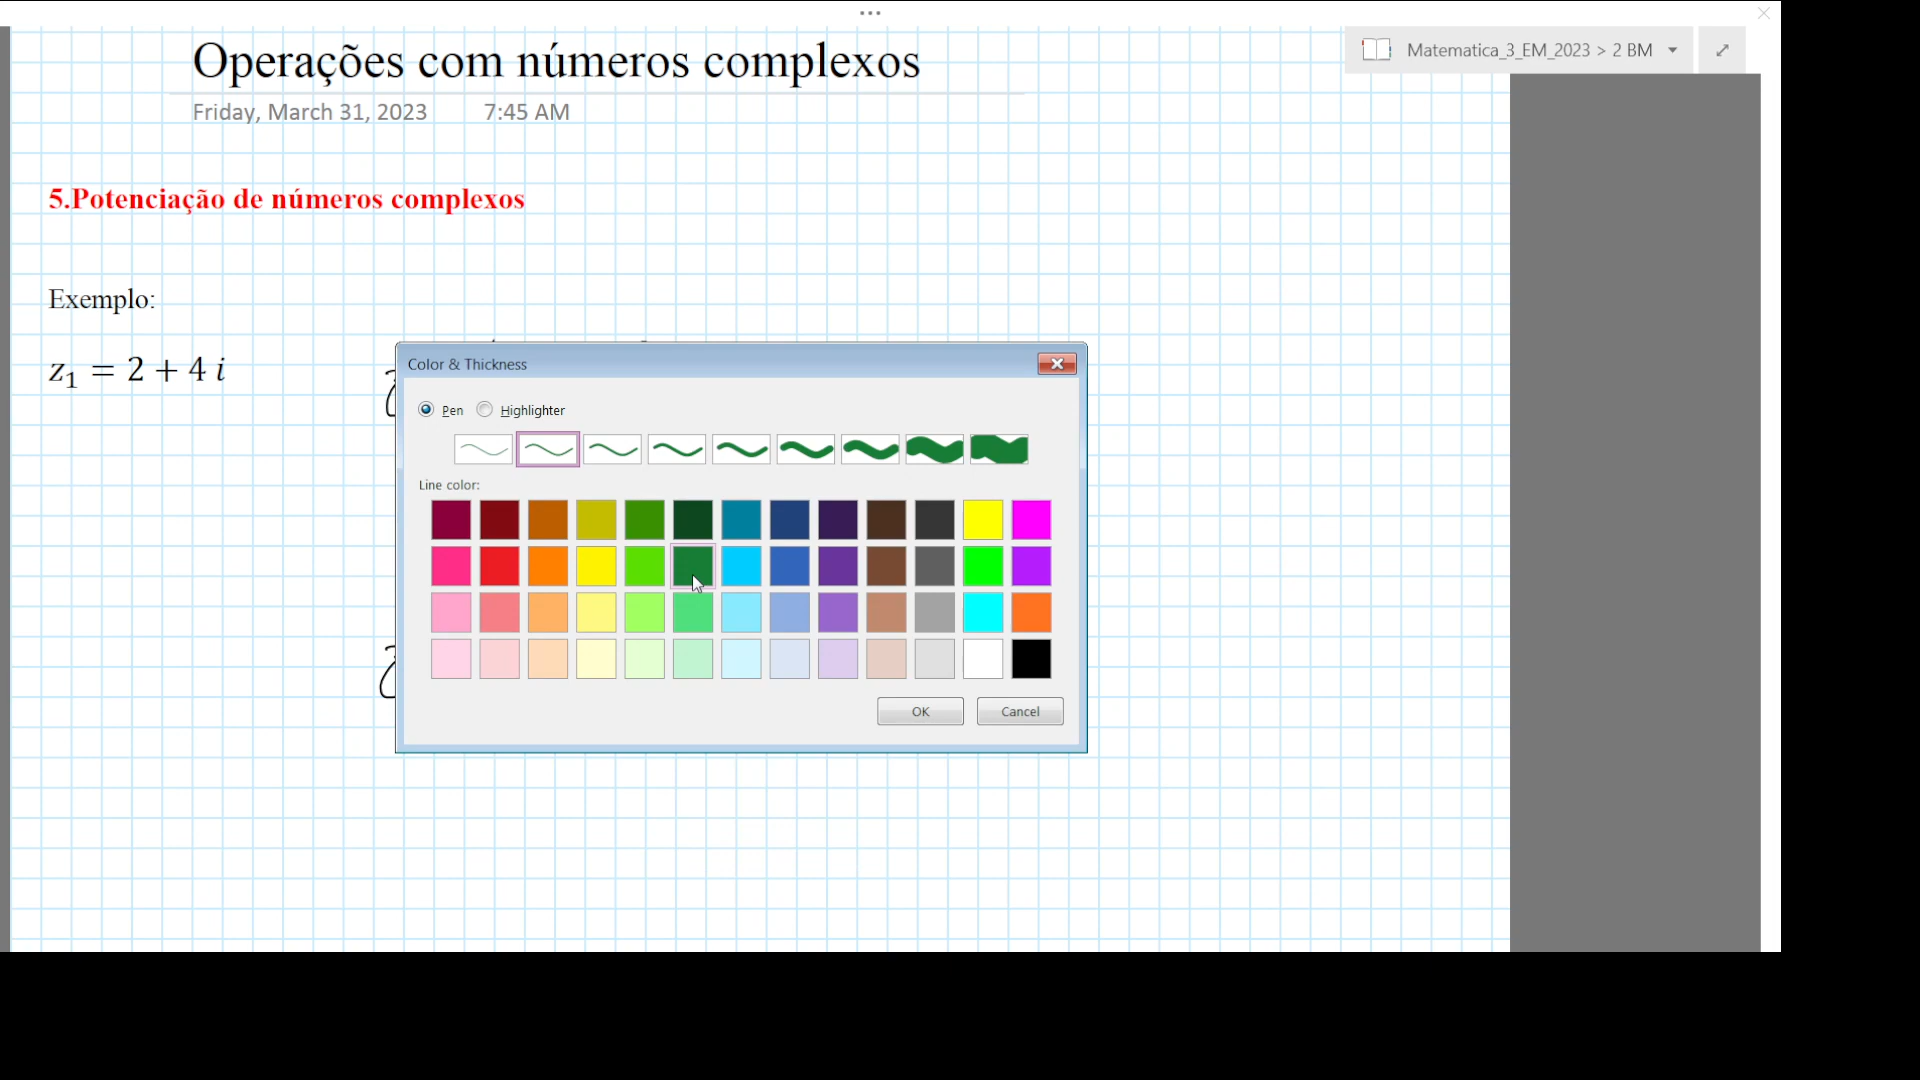 Operações com números complexos
Matematica_3_EM_2023 > 2 BM
Friday, March 31, 2023 7:45 AM
5.Potenciação de números complexos
Exemplo:
z₁ = 2 + 4 i
Color & Thickness
Pen Highlighter
Line color:
OK Cancel